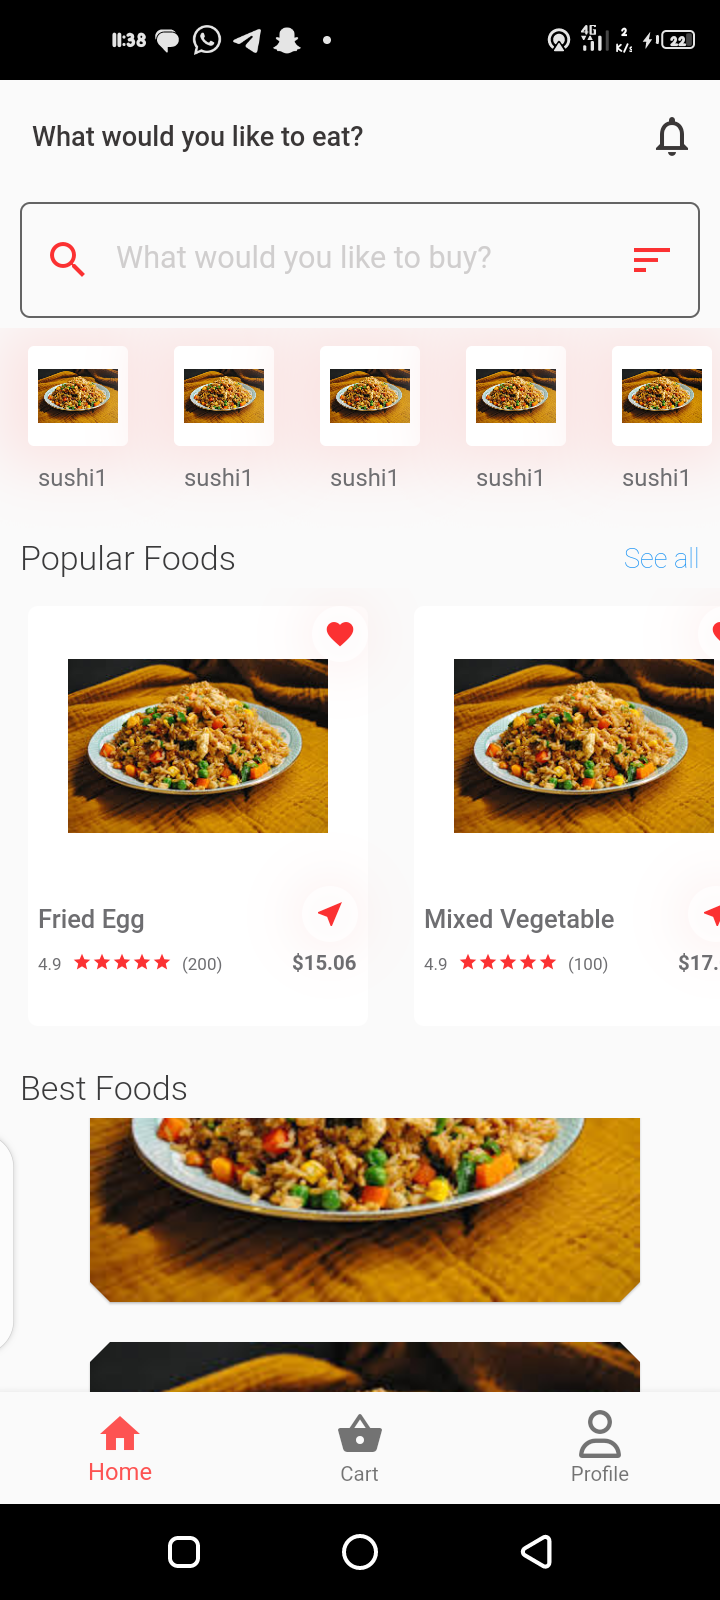 11:38 4G 2 K/s 22
What would you like to eat?
What would you like to buy?
sushi1 sushi1 sushi1 sushi1 sushi1
Popular Foods See all
Fried Egg Mixed Vegetable
4.9 (200) $15.06 4.9 (100) $17.
Best Foods
Home Cart Profile